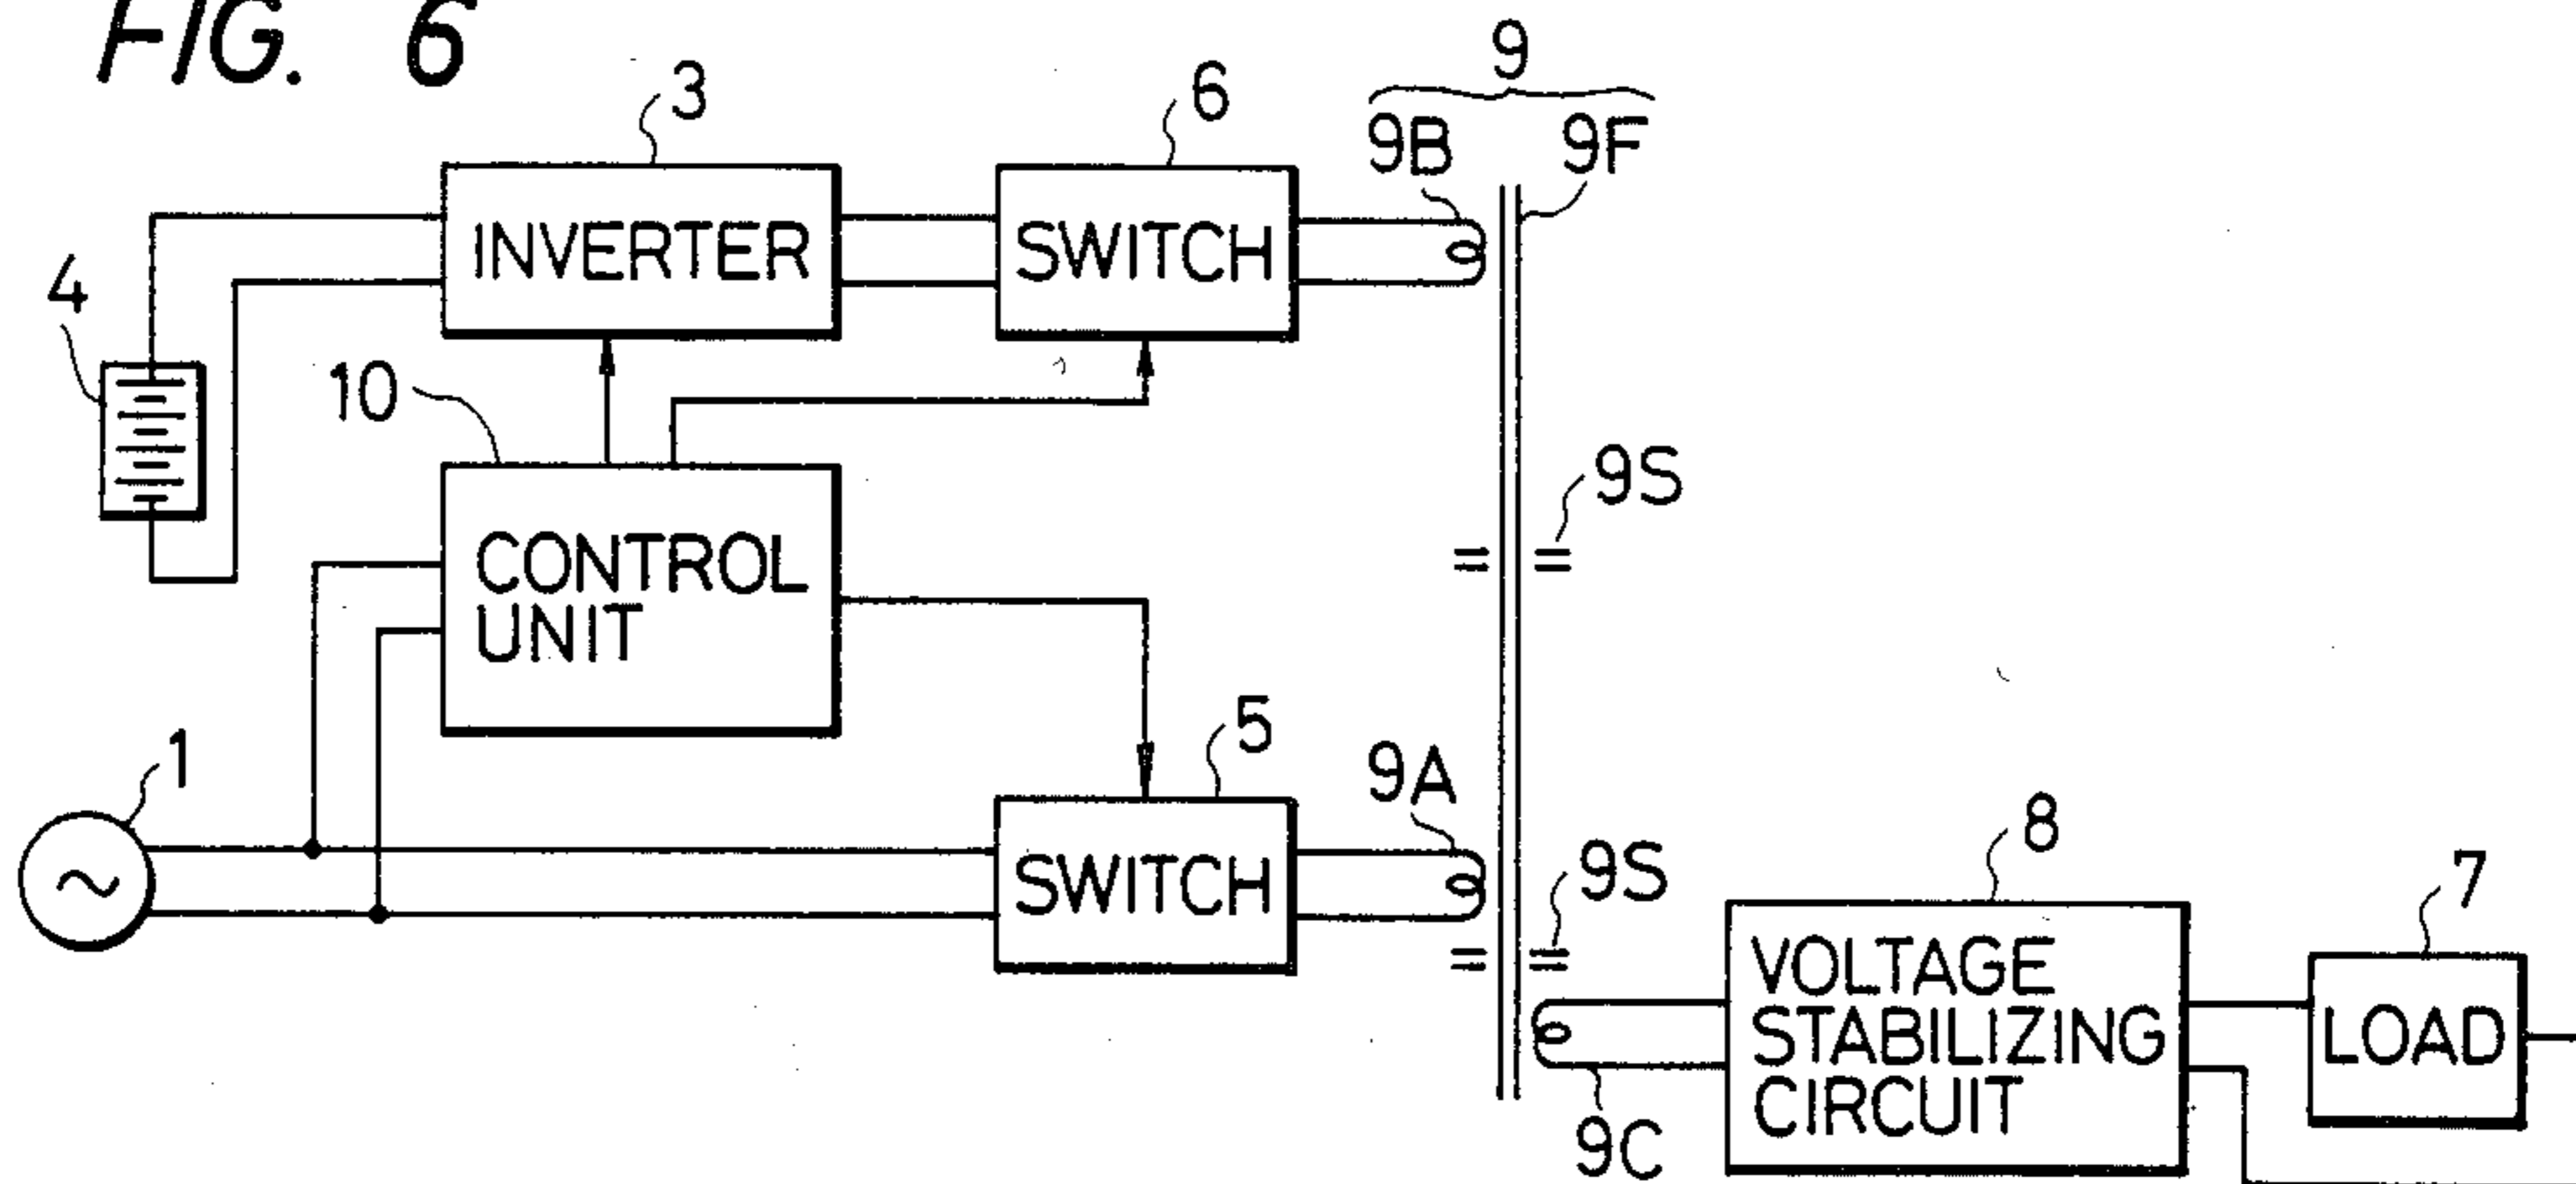 FIG. 6
3
6
9
9B
9F
INVERTER
SWITCH
4
10
9S
CONTROL
UNIT
5
9A
1
SWITCH
9S
8
7
VOLTAGE
STABILIZING
CIRCUIT
LOAD
9C